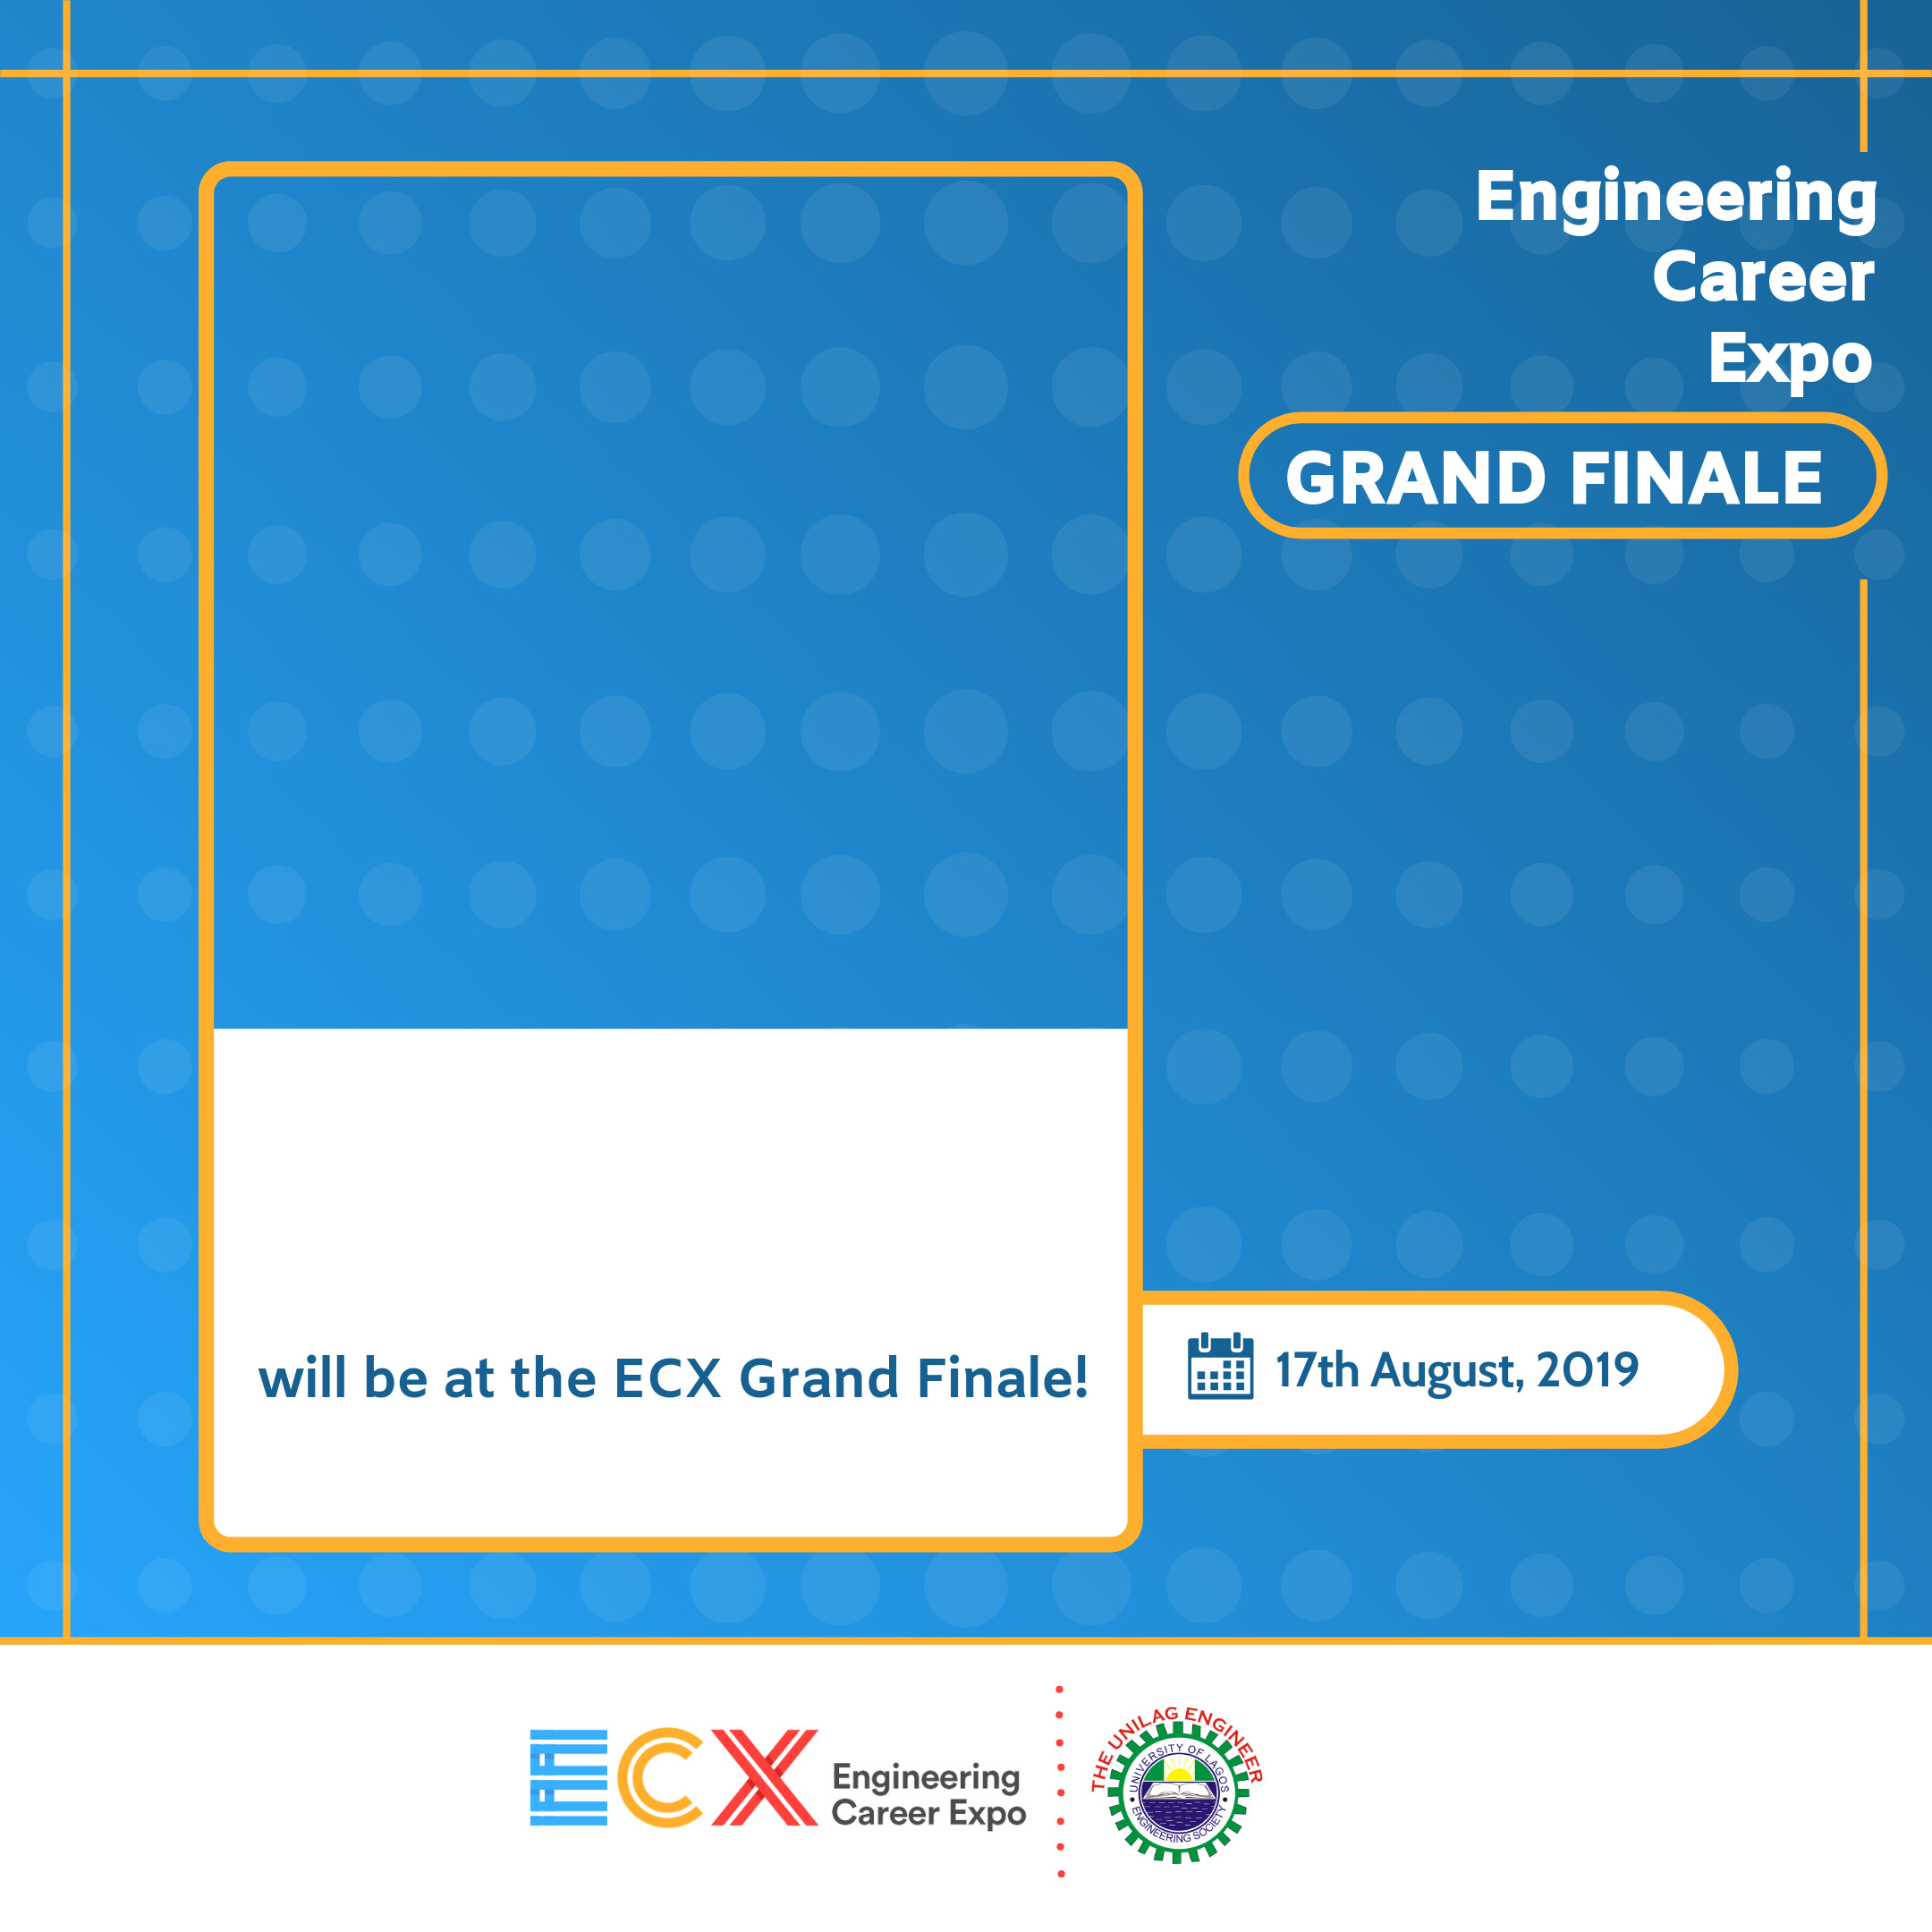 Engineering
Career
Expo
GRAND FINALE
will be at the ECX Grand Finale!
17th August, 2019
ECX
Engineering
Career Expo
THE UNILAG ENGINEER
UNIVERSITY OF LAGOS
ENGINEERING SOCIETY